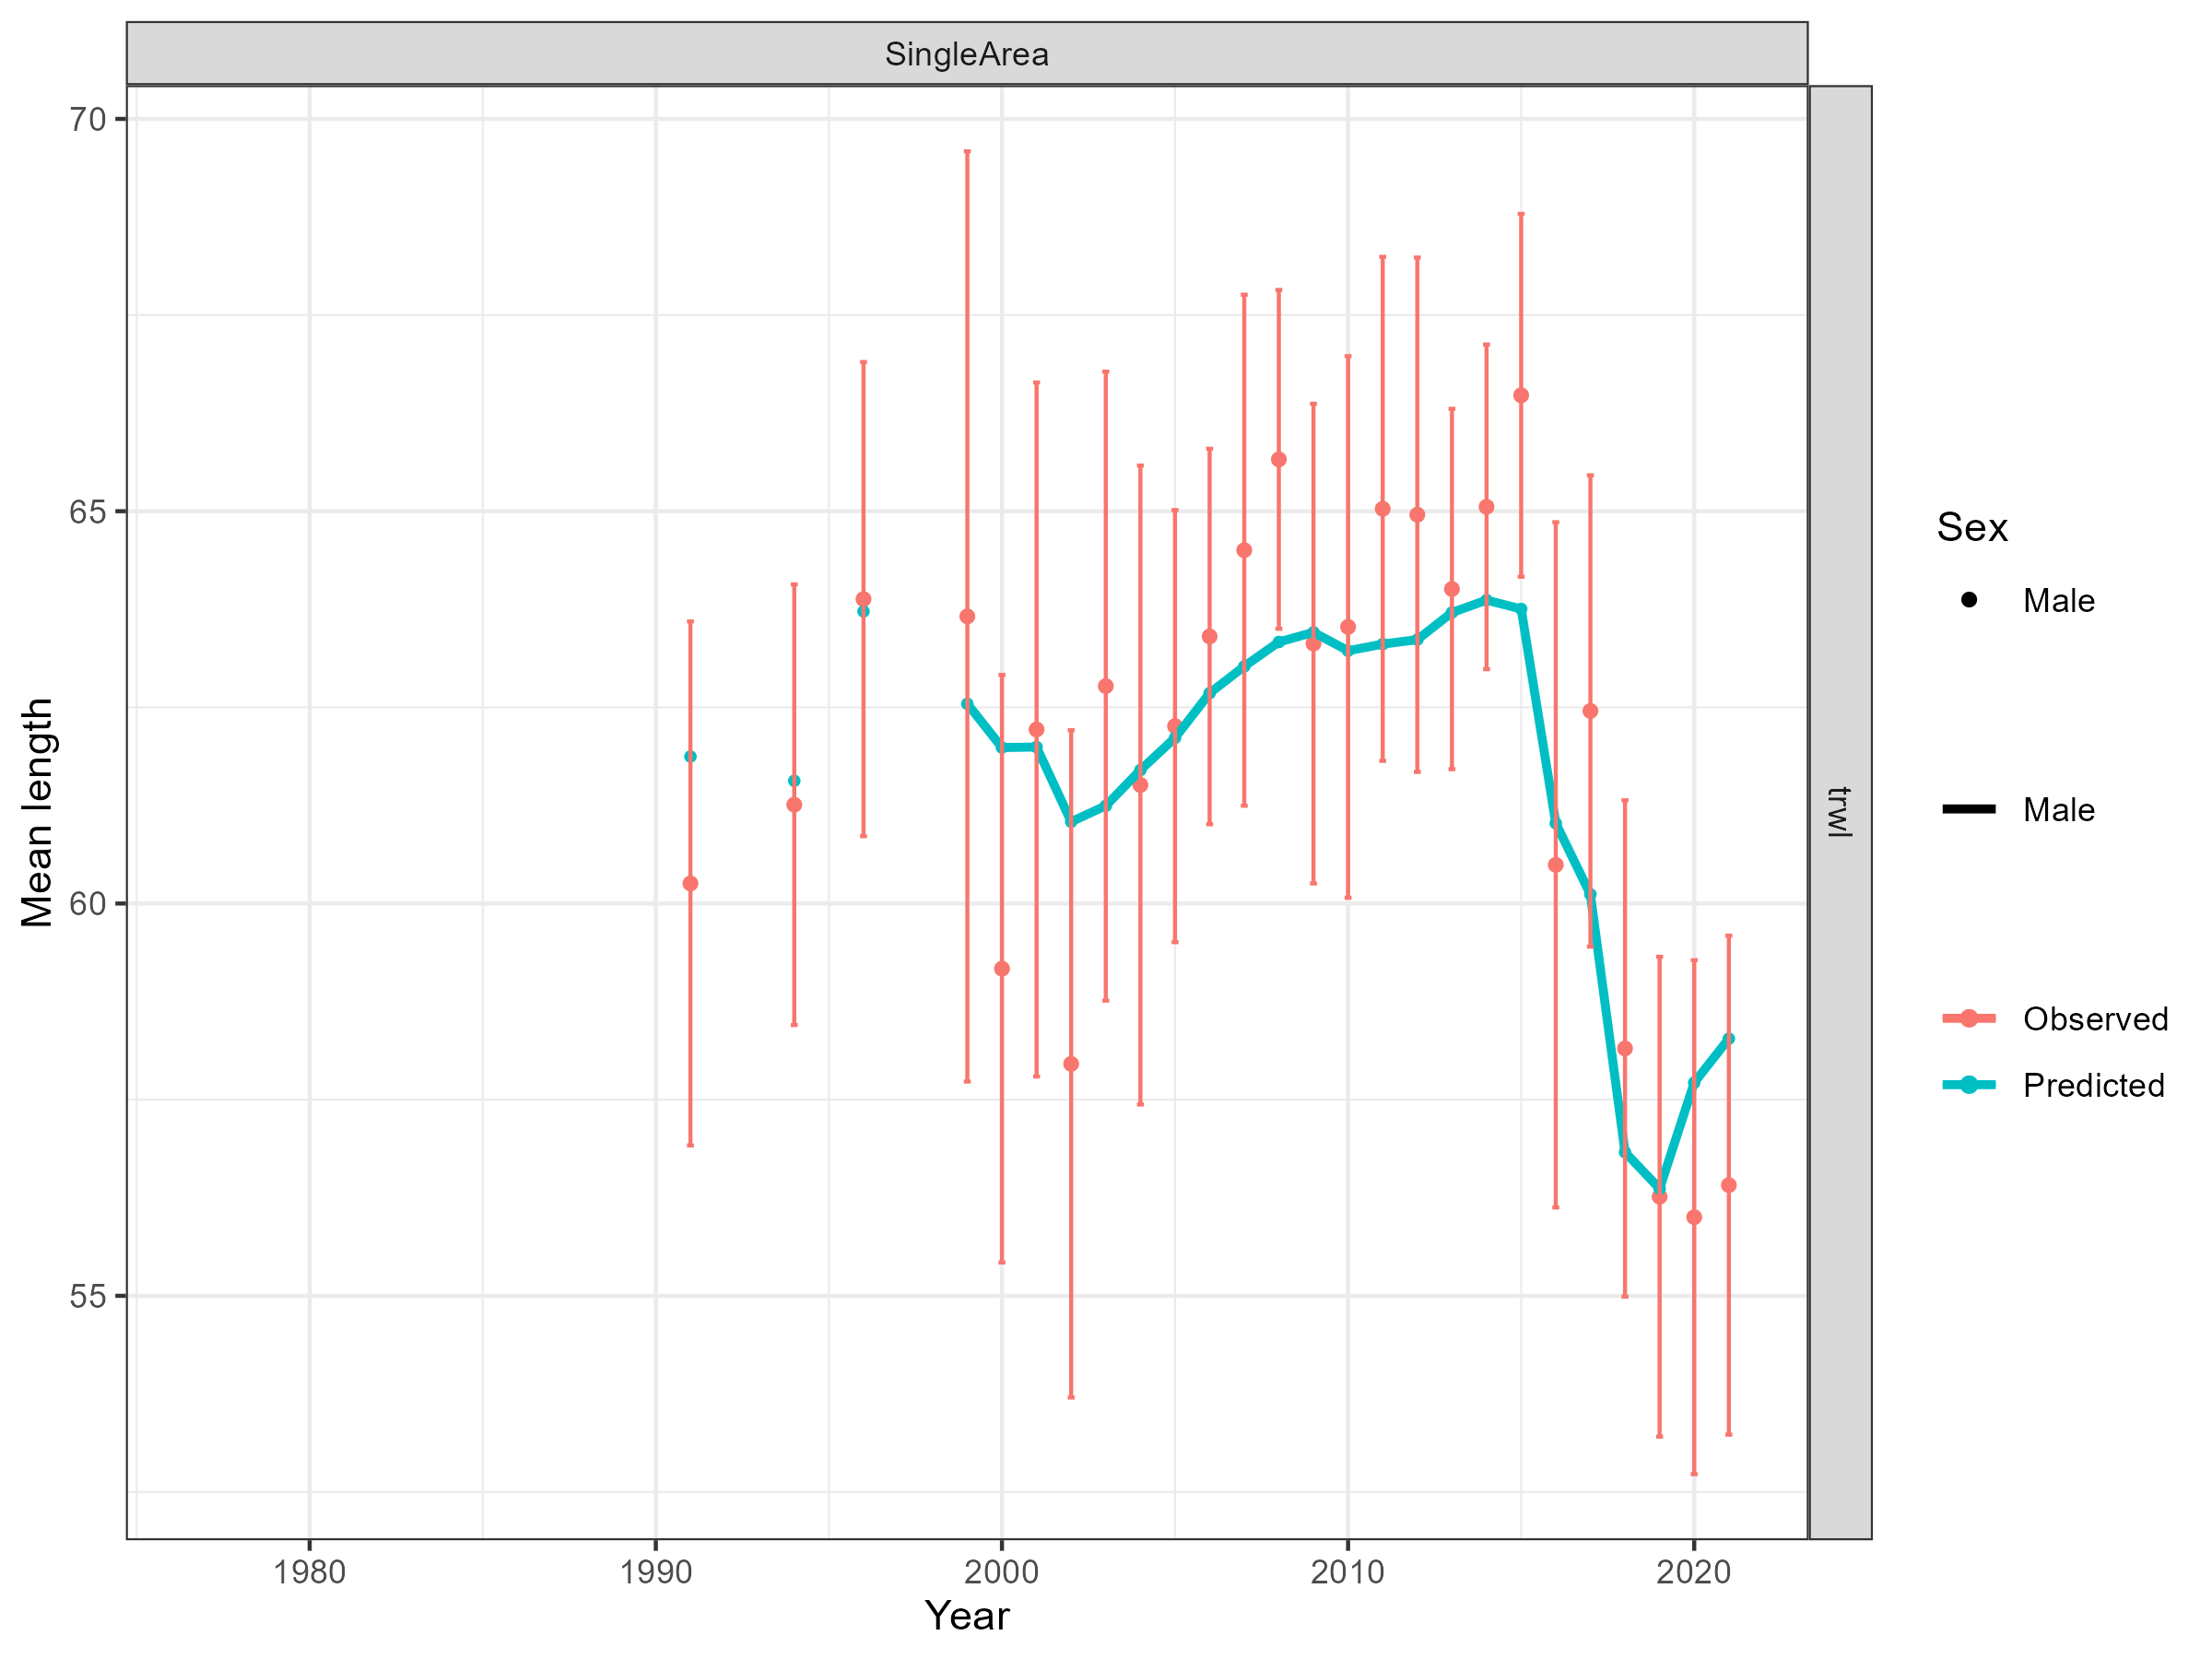 SingleArea
70
65
60
55
Mean length
1980
1990
2000
2010
2020
Year
trwl
Sex
Male
Male
Observed
Predicted